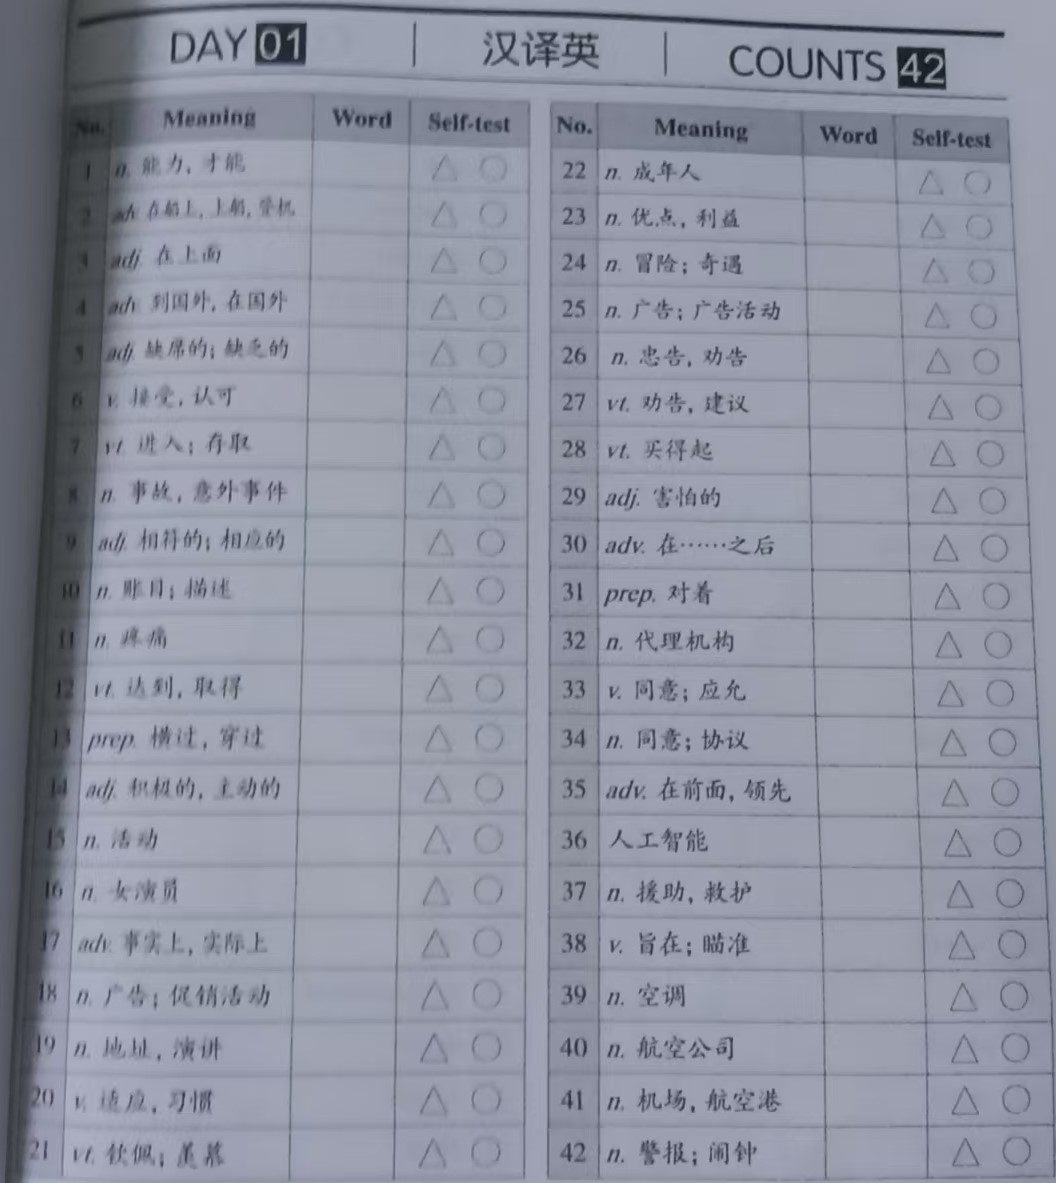 DAY 01 汉译英 COUNTS 42
No. Meaning Word Self-test
1 n. 能力, 才能
2 adv. 在船上, 上船, 登机
3 adj. 在上面
4 adv. 到国外, 在国外
5 adj. 缺席的; 缺乏的
6 v. 接受, 认可
7 vt. 进入; 存取
8 n. 事故, 意外事件
9 adj. 相符的; 相应的
10 n. 账目; 描述
11 n. 疼痛
12 vt. 达到, 取得
13 prep. 横过, 穿过
14 adj. 积极的, 主动的
15 n. 活动
16 n. 女演员
17 adv. 事实上, 实际上
18 n. 广告; 促销活动
19 n. 地址, 演讲
20 v. 适应, 习惯
21 vt. 钦佩; 羡慕
No. Meaning Word Self-test
22 n. 成年人
23 n. 优点, 利益
24 n. 冒险; 奇遇
25 n. 广告; 广告活动
26 n. 忠告, 劝告
27 vt. 劝告, 建议
28 vt. 买得起
29 adj. 害怕的
30 adv. 在……之后
31 prep. 对着
32 n. 代理机构
33 v. 同意; 应允
34 n. 同意; 协议
35 adv. 在前面, 领先
36 人工智能
37 n. 援助, 救护
38 v. 旨在; 瞄准
39 n. 空调
40 n. 航空公司
41 n. 机场, 航空港
42 n. 警报; 闹钟